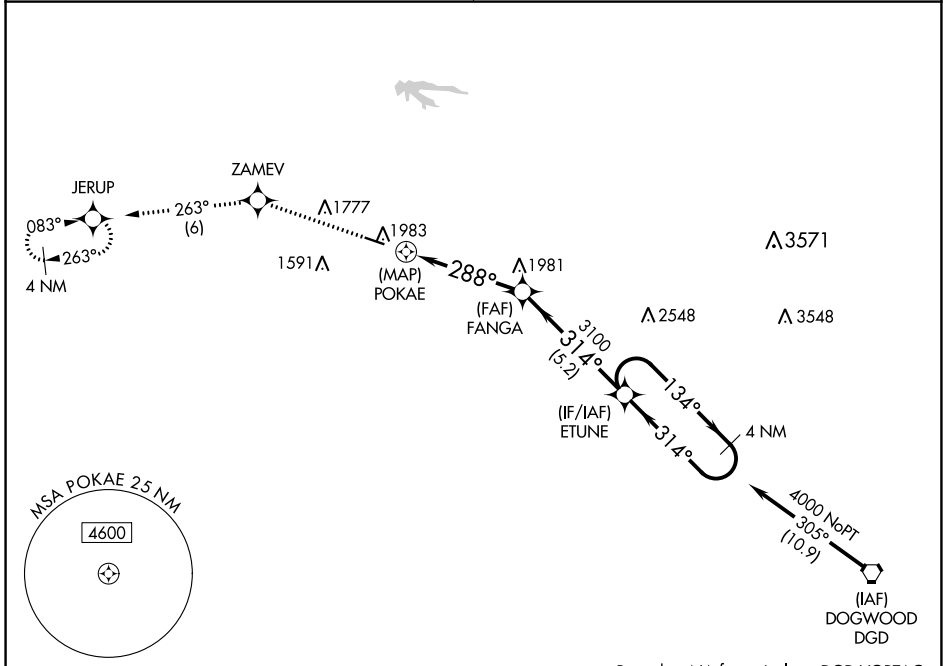 ZAMEV
JERUP
083°
263°
(6)
263°
4 NM
1777
1983
1591
(MAP)
POKAE
288°
1981
(FAF)
FANGA
3571
2548
3548
3100
314°
(5.2)
(IF/IAF)
ETUNE
134°
314°
4 NM
4000 NoPT
305°
(10.9)
(IAF)
DOGWOOD
DGD
MSA POKAE 25 NM
4600